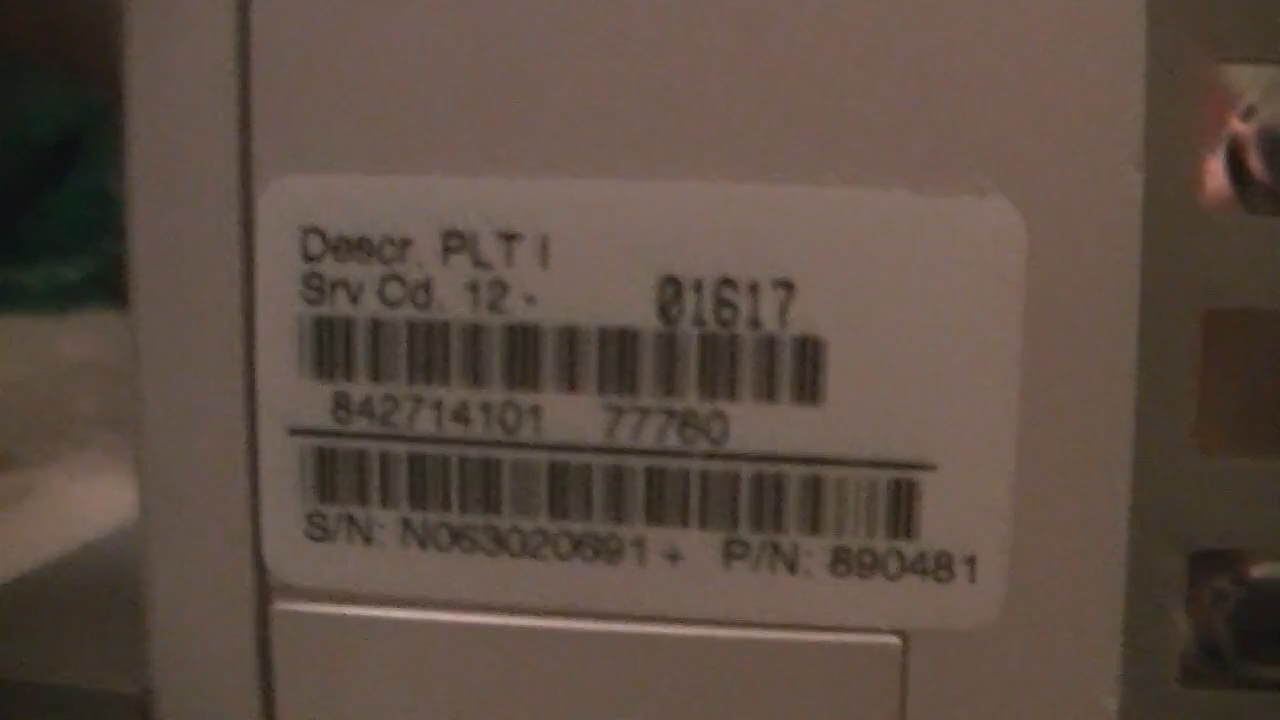 Descr. PLT I
Srv Cd. 12 - 01617
842714101 77760
S/N: N063020691 + P/N: 890481